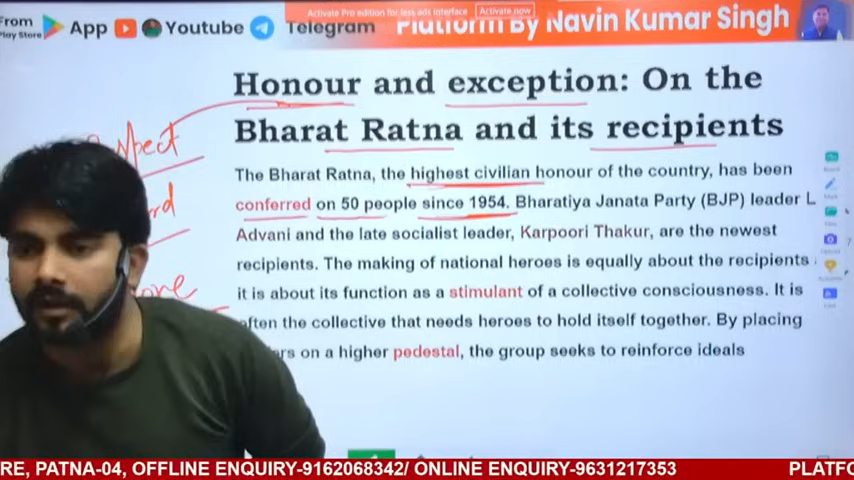 From
Play Store
App
Youtube
Telegram
Activate Pro edition for less ads interface
Activate now
Platform By Navin Kumar Singh
Honour and exception: On the
Bharat Ratna and its recipients
The Bharat Ratna, the highest civilian honour of the country, has been
conferred on 50 people since 1954. Bharatiya Janata Party (BJP) leader L
Advani and the late socialist leader, Karpoori Thakur, are the newest
recipients. The making of national heroes is equally about the recipients
it is about its function as a stimulant of a collective consciousness. It is
often the collective that needs heroes to hold itself together. By placing
on a higher pedestal, the group seeks to reinforce ideals
RE, PATNA-04, OFFLINE ENQUIRY-9162068342/ ONLINE ENQUIRY-9631217353
PLATFO